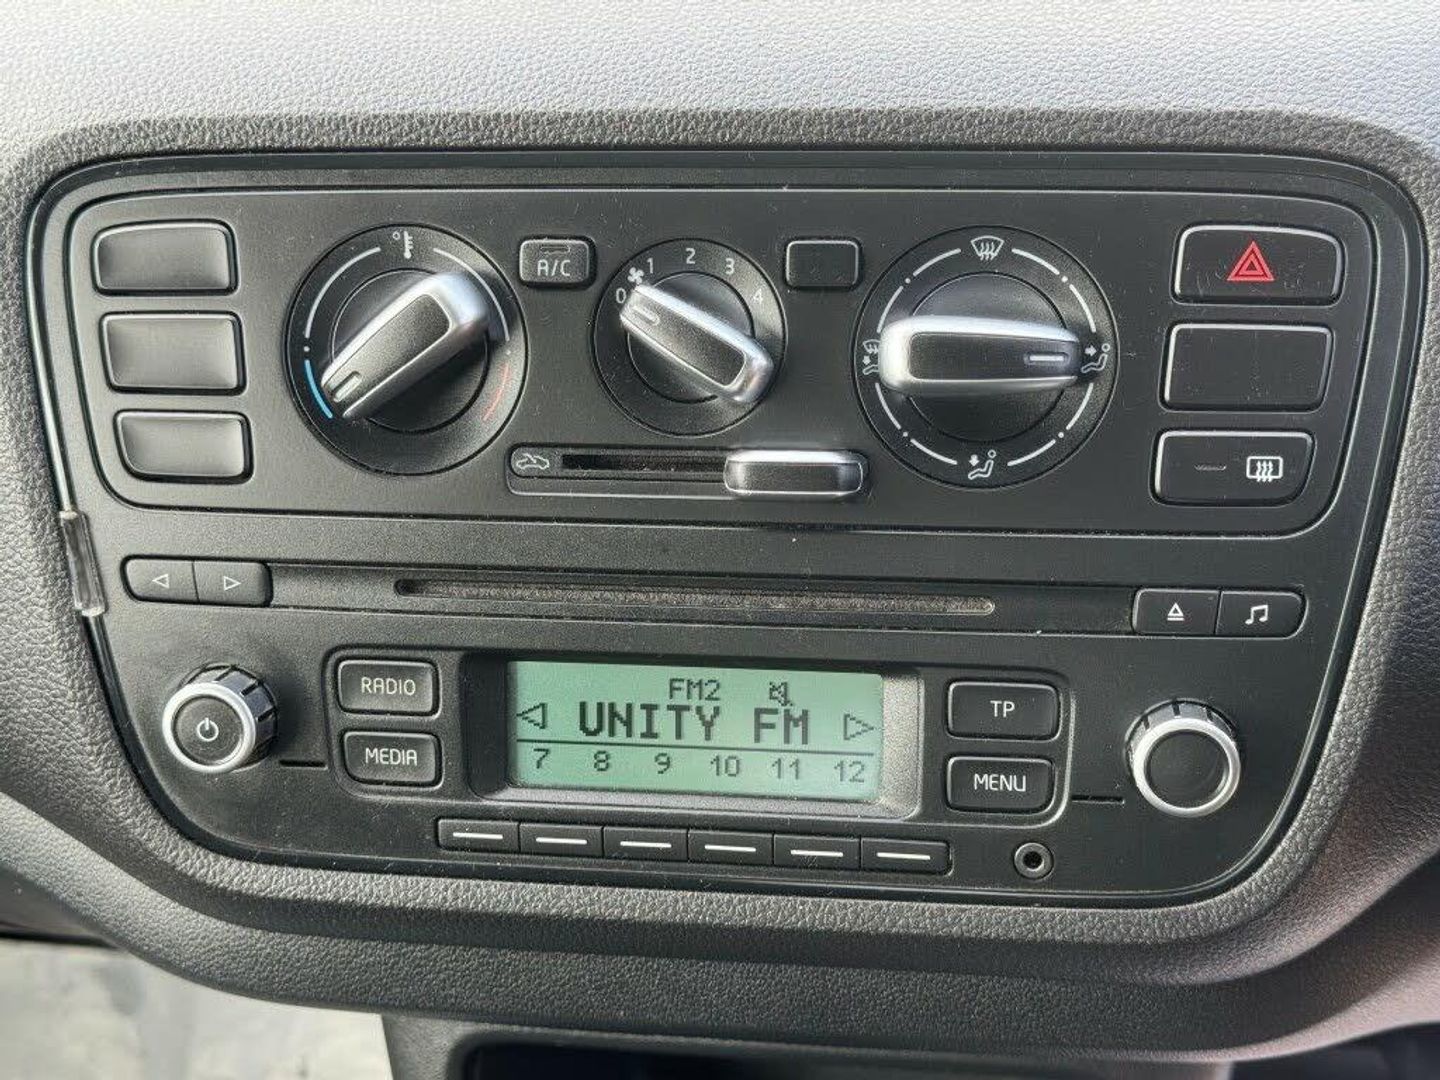 A/C
0 1 2 3 4
RADIO
MEDIA
FM2
UNITY FM
7 8 9 10 11 12
TP
MENU